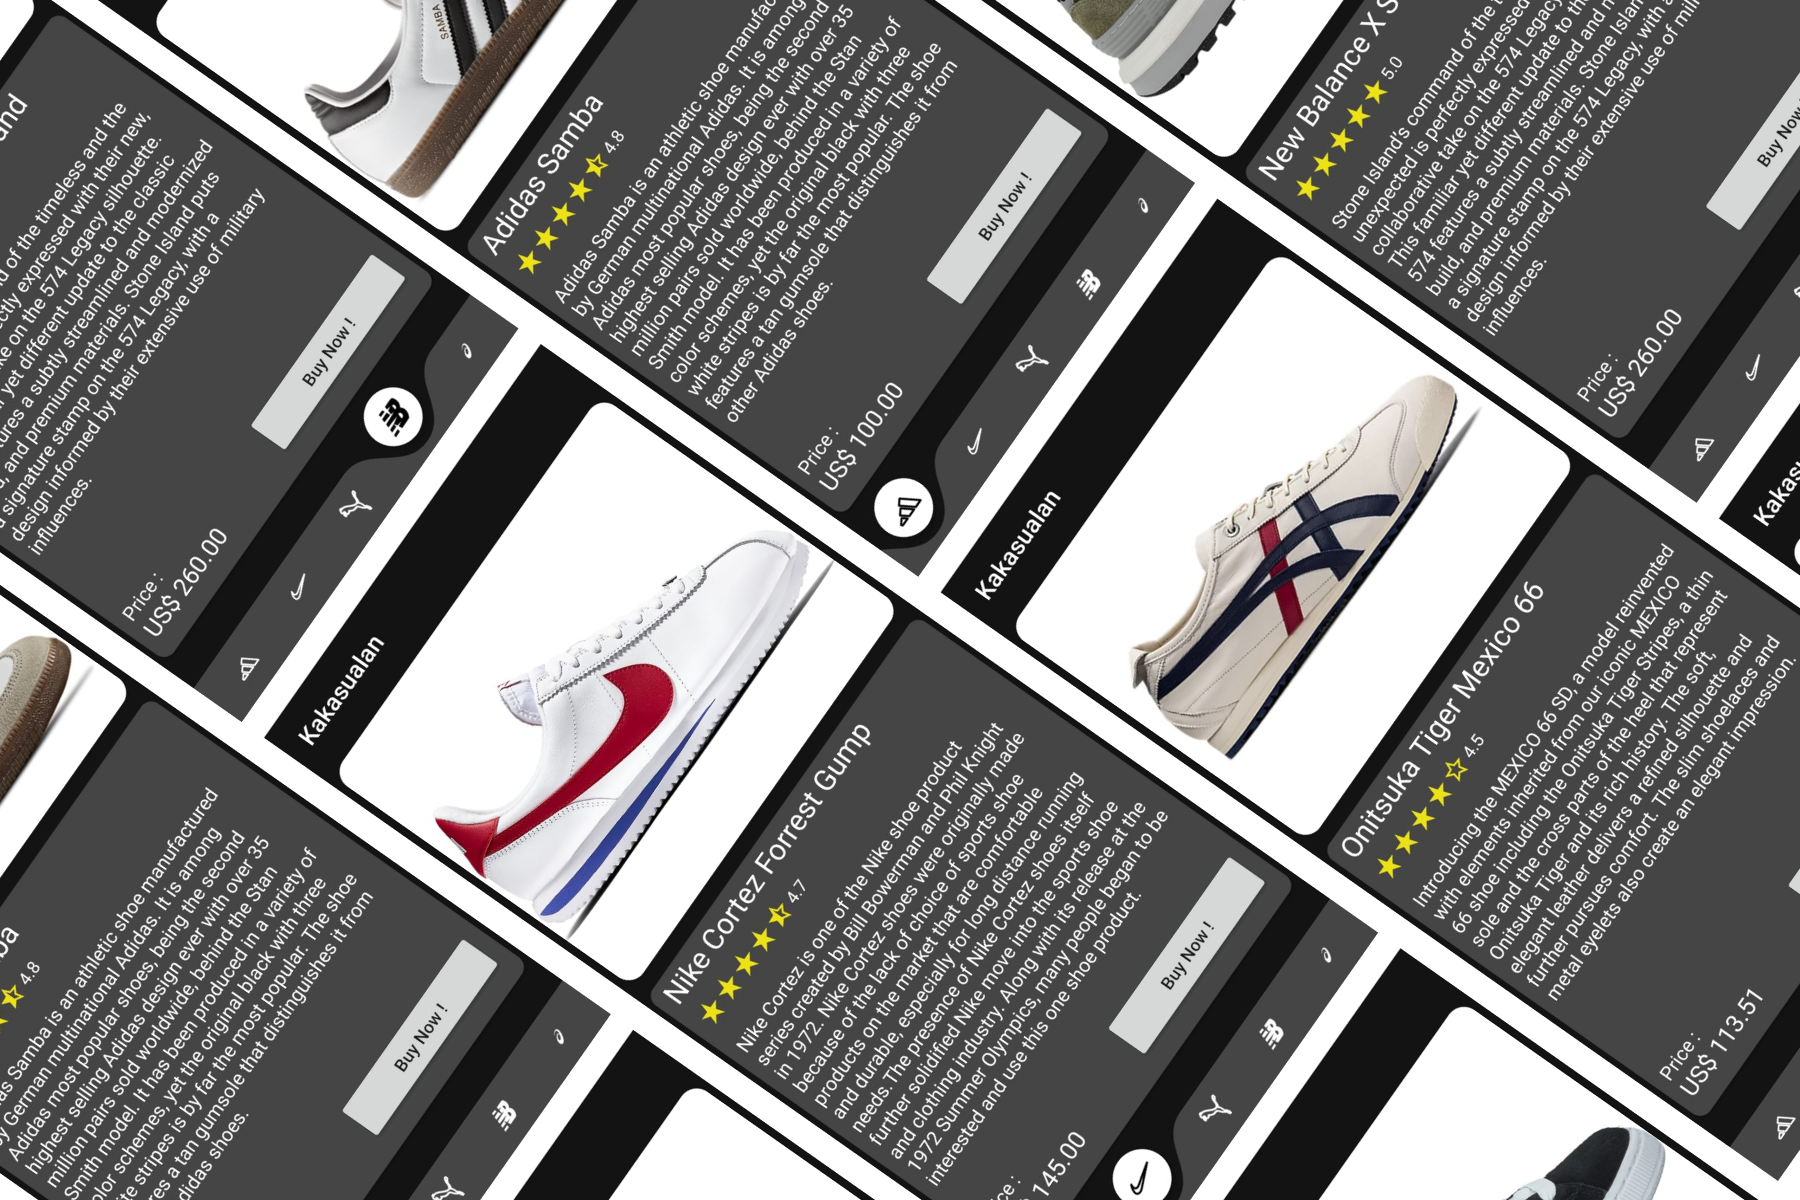 und
d of the timeless and the
ctly expressed with their new,
ke on the 574 Legacy silhouette.
yet different update to the classic
tures a subtly streamlined and modernized
, and premium materials. Stone Island puts
signature stamp on the 574 Legacy, with a
design informed by their extensive use of military
influences.
Price :
US$ 260.00
Buy Now !
SAMBA
Adidas Samba
4.8
Adidas Samba is an athletic shoe manufac
by German multinational Adidas. It is among
Adidas most popular shoes, being the second
highest selling Adidas design ever with over 35
million pairs sold worldwide, behind the Stan
Smith model. It has been produced in a variety of
color schemes, yet the original black with three
white stripes is by far the most popular. The shoe
features a tan gumsole that distinguishes it from
other Adidas shoes.
Price :
US$ 100.00
Buy Now !
New Balance X S
5.0
Stone Island's command of the
unexpected is perfectly expressed
collaborative take on the 574 Legacy
This familiar yet different update to the
574 features a subtly streamlined and
build, and premium materials. Stone Islan
a signature stamp on the 574 Legacy, with a
design informed by their extensive use of mili
influences.
Price :
US$ 260.00
Buy Now
ba
4.8
as Samba is an athletic shoe manufactured
y German multinational Adidas. It is among
Adidas most popular shoes, being the second
highest selling Adidas design ever with over 35
million pairs sold worldwide, behind the Stan
Smith model. It has been produced in a variety of
olor schemes, yet the original black with three
ite stripes is by far the most popular. The shoe
res a tan gumsole that distinguishes it from
didas shoes.
Buy Now !
Kakasualan
Nike Cortez Forrest Gump
4.7
Nike Cortez is one of the Nike shoe product
series created by Bill Bowerman and Phil Knight
in 1972. Nike Cortez shoes were originally made
because of the lack of choice of sports shoe
products on the market that are comfortable
and durable, especially for long distance running
needs. The presence of Nike Cortez shoes itself
further solidified Nike move into the sports shoe
and clothing industry. Along with its release at the
1972 Summer Olympics, many people began to be
interested and use this one shoe product.
ice :
145.00
Buy Now !
Kakasualan
Onitsuka Tiger Mexico 66
4.5
Introducing the MEXICO 66 SD, a model reinvented
with elements inherited from our iconic MEXICO
66 shoe including the Onitsuka Tiger Stripes, a thin
sole and the cross parts of the heel that represent
Onitsuka Tiger and its rich history. The soft,
elegant leather delivers a refined silhouette and
further pursues comfort. The slim shoelaces and
metal eyelets also create an elegant impression.
Price :
US$ 113.51
Kakas